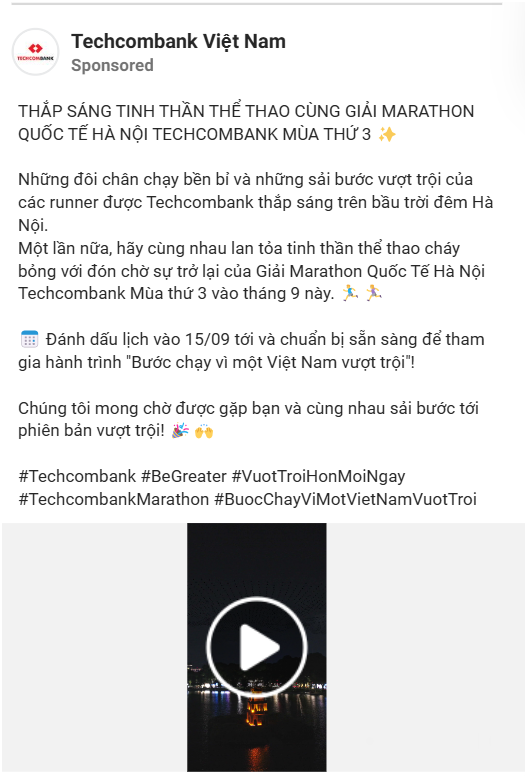 TECHCOMBANK
Techcombank Việt Nam
Sponsored
THẮP SÁNG TINH THẦN THỂ THAO CÙNG GIẢI MARATHON
QUỐC TẾ HÀ NỘI TECHCOMBANK MÙA THỨ 3 ✨
Những đôi chân chạy bền bỉ và những sải bước vượt trội của
các runner được Techcombank thắp sáng trên bầu trời đêm Hà
Nội.
Một lần nữa, hãy cùng nhau lan tỏa tinh thần thể thao cháy
bỏng với đón chờ sự trở lại của Giải Marathon Quốc Tế Hà Nội
Techcombank Mùa thứ 3 vào tháng 9 này. 🏃‍♂️ 🏃‍♀️
🗓️ Đánh dấu lịch vào 15/09 tới và chuẩn bị sẵn sàng để tham
gia hành trình "Bước chạy vì một Việt Nam vượt trội"!
Chúng tôi mong chờ được gặp bạn và cùng nhau sải bước tới
phiên bản vượt trội! 🎉 🙌
#Techcombank #BeGreater #VuotTroiHonMoiNgay
#TechcombankMarathon #BuocChayViMotVietNamVuotTroi